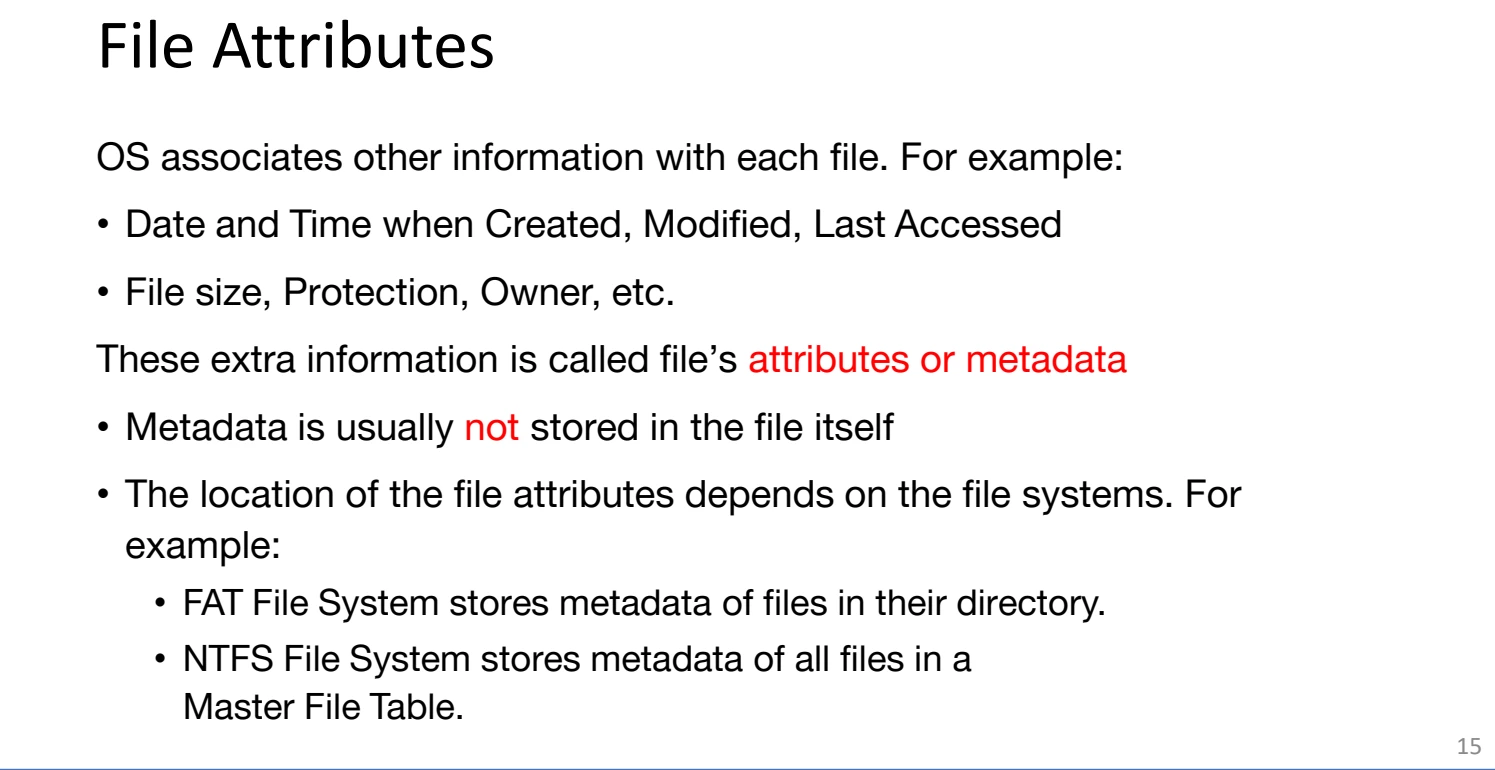 File Attributes
OS associates other information with each file. For example:
• Date and Time when Created, Modified, Last Accessed
• File size, Protection, Owner, etc.
These extra information is called file’s attributes or metadata
• Metadata is usually not stored in the file itself
• The location of the file attributes depends on the file systems. For
example:
• FAT File System stores metadata of files in their directory.
• NTFS File System stores metadata of all files in a
Master File Table.
15